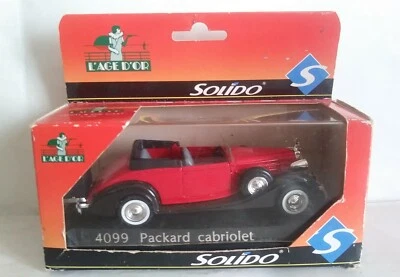 L'AGE D'OR
SOLIDO
S
L'AGE D'OR
4099 Packard cabriolet
SOLIDO
S